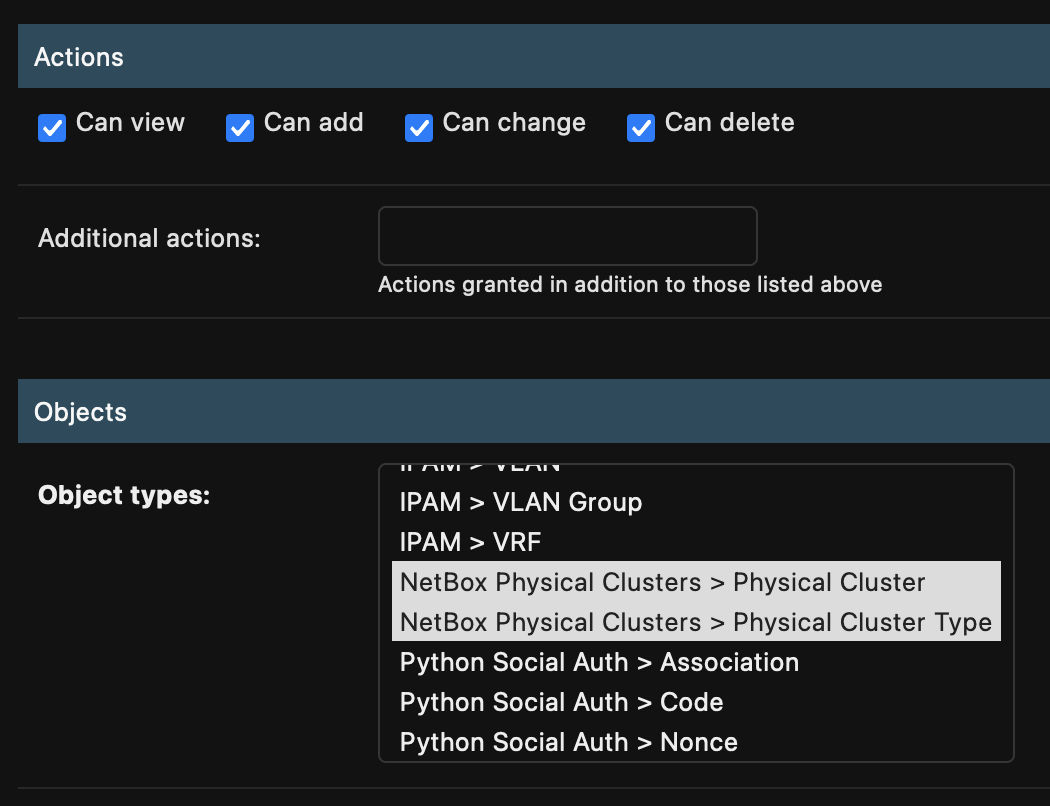 Actions
Can view Can add Can change Can delete
Additional actions:
Actions granted in addition to those listed above
Objects
Object types:
IPAM > VLAN
IPAM > VLAN Group
IPAM > VRF
NetBox Physical Clusters > Physical Cluster
NetBox Physical Clusters > Physical Cluster Type
Python Social Auth > Association
Python Social Auth > Code
Python Social Auth > Nonce